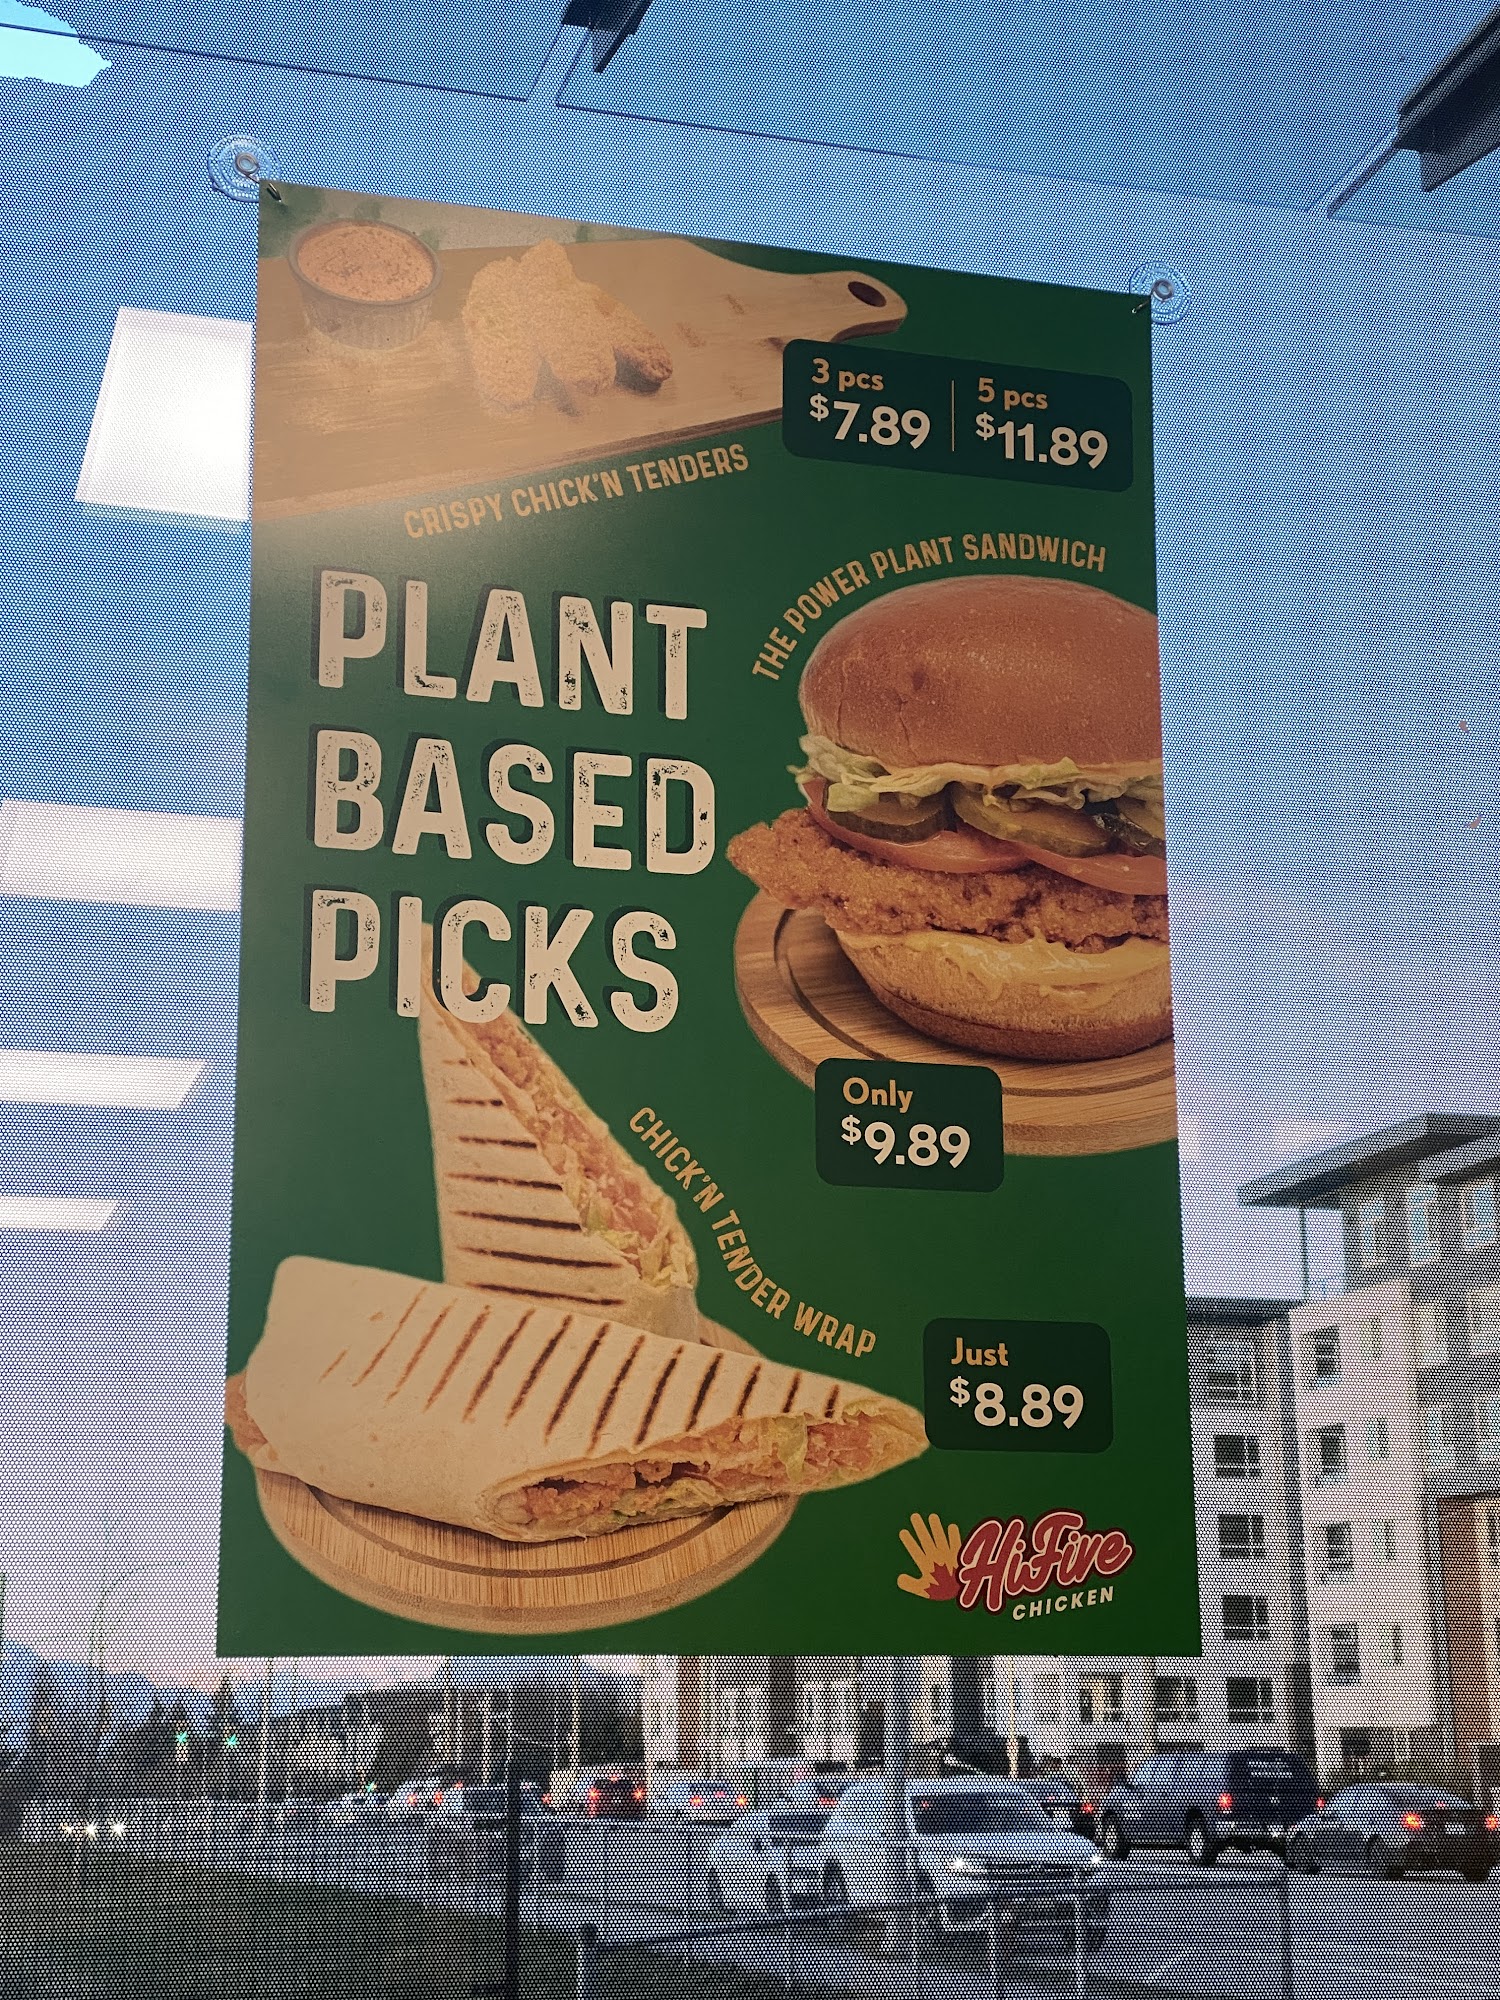 3 pcs
$7.89
5 pcs
$11.89
CRISPY CHICK'N TENDERS
THE POWER PLANT SANDWICH
PLANT
BASED
PICKS
Only
$9.89
CHICK'N TENDER WRAP
Just
$8.89
HiFive
CHICKEN